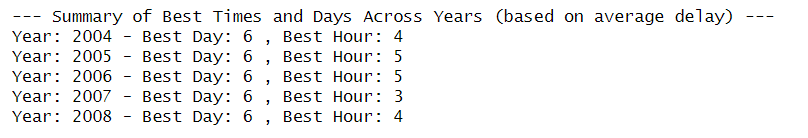 --- Summary of Best Times and Days Across Years (based on average delay) ---
Year: 2004 - Best Day: 6 , Best Hour: 4
Year: 2005 - Best Day: 6 , Best Hour: 5
Year: 2006 - Best Day: 6 , Best Hour: 5
Year: 2007 - Best Day: 6 , Best Hour: 3
Year: 2008 - Best Day: 6 , Best Hour: 4